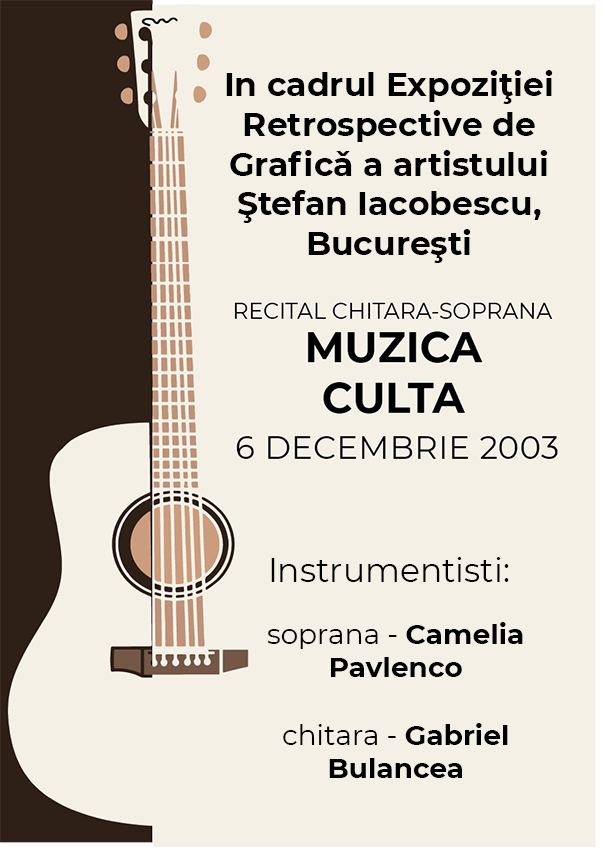 In cadrul Expoziţiei
Retrospective de
Grafică a artistului
Ştefan Iacobescu,
Bucureşti
RECITAL CHITARA-SOPRANA
MUZICA
CULTA
6 DECEMBRIE 2003
Instrumentisti:
soprana - Camelia
Pavlenco
chitara - Gabriel
Bulancea